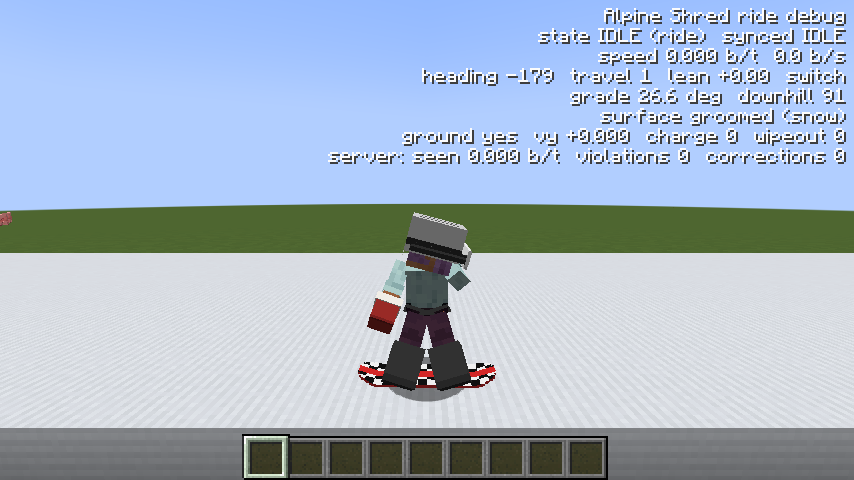 Alpine Shred ride debug
state IDLE (ride) synced IDLE
speed 0.000 b/t 0.0 b/s
heading -179 travel 1 lean +0.00 switch
grade 26.6 deg downhill 91
surface groomed (snow)
ground yes vy +0.000 charge 0 wipeout 0
server: seen 0.000 b/t violations 0 corrections 0